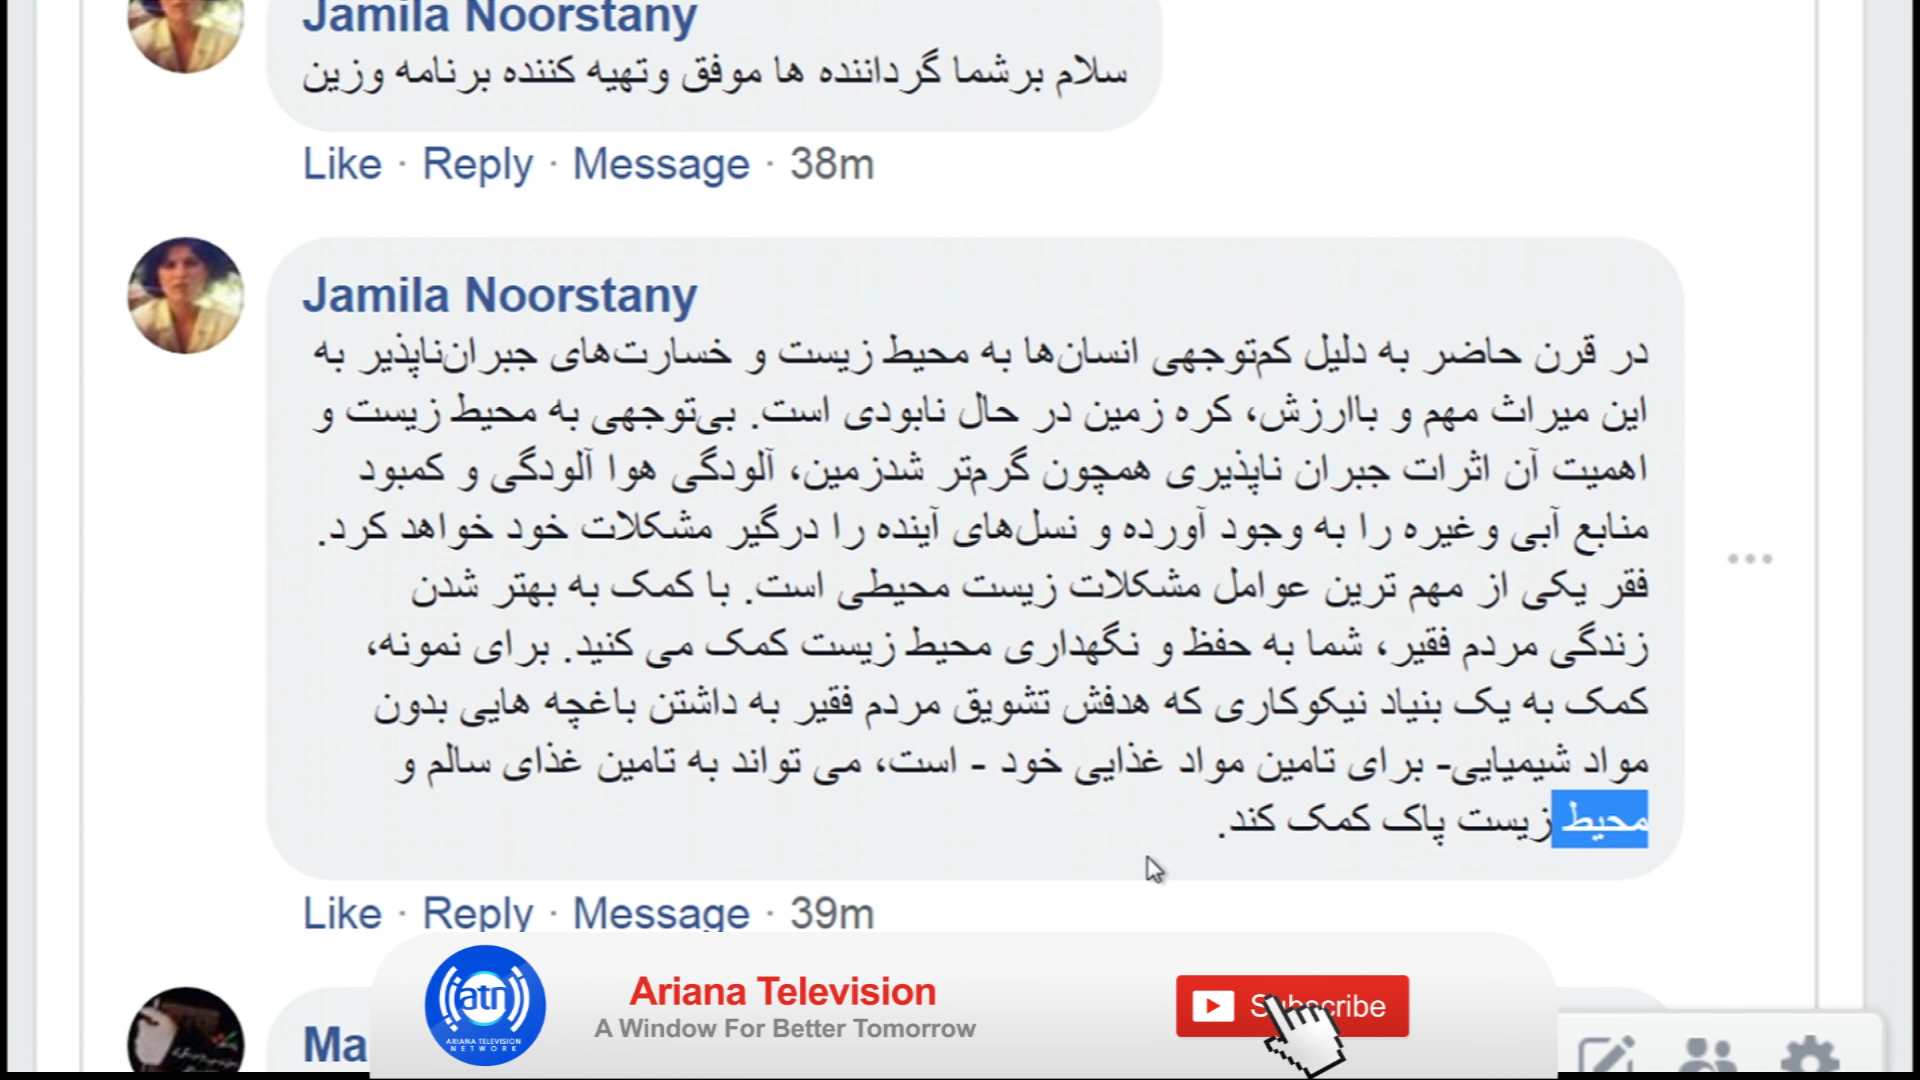 Jamila Noorstany
سلام برشما گرداننده ها موفق وتهیه کننده برنامه وزین
Like · Reply · Message · 38m
Jamila Noorstany
در قرن حاضر به دلیل کم‌توجهی انسان‌ها به محیط زیست و خسارت‌های جبران‌ناپذیر به
این میراث مهم و باارزش، کره زمین در حال نابودی است. بی‌توجهی به محیط زیست و
اهمیت آن اثرات جبران ناپذیری همچون گرم‌تر شدزمین، آلودگی هوا آلودگی و کمبود
منابع آبی وغیره را به وجود آورده و نسل‌های آینده را درگیر مشکلات خود خواهد کرد.
فقر یکی از مهم ترین عوامل مشکلات زیست محیطی است. با کمک به بهتر شدن
زندگی مردم فقیر، شما به حفظ و نگهداری محیط زیست کمک می کنید. برای نمونه،
کمک به یک بنیاد نیکوکاری که هدفش تشویق مردم فقیر به داشتن باغچه هایی بدون
مواد شیمیایی- برای تامین مواد غذایی خود - است، می تواند به تامین غذای سالم و
محیط زیست پاک کمک کند.
Like · Reply · Message · 39m
Ma
atn
ARIANA TELEVISION
NETWORK
Ariana Television
A Window For Better Tomorrow
Subscribe